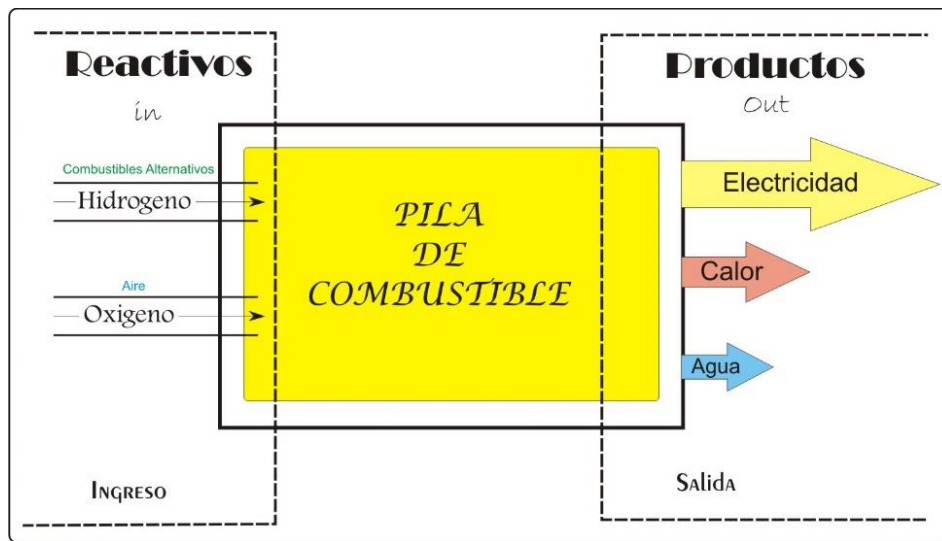 Reactivos
in
Combustibles Alternativos
Hidrogeno
Aire
Oxigeno
Ingreso
PILA
DE
COMBUSTIBLE
Productos
Out
Electricidad
Calor
Agua
Salida